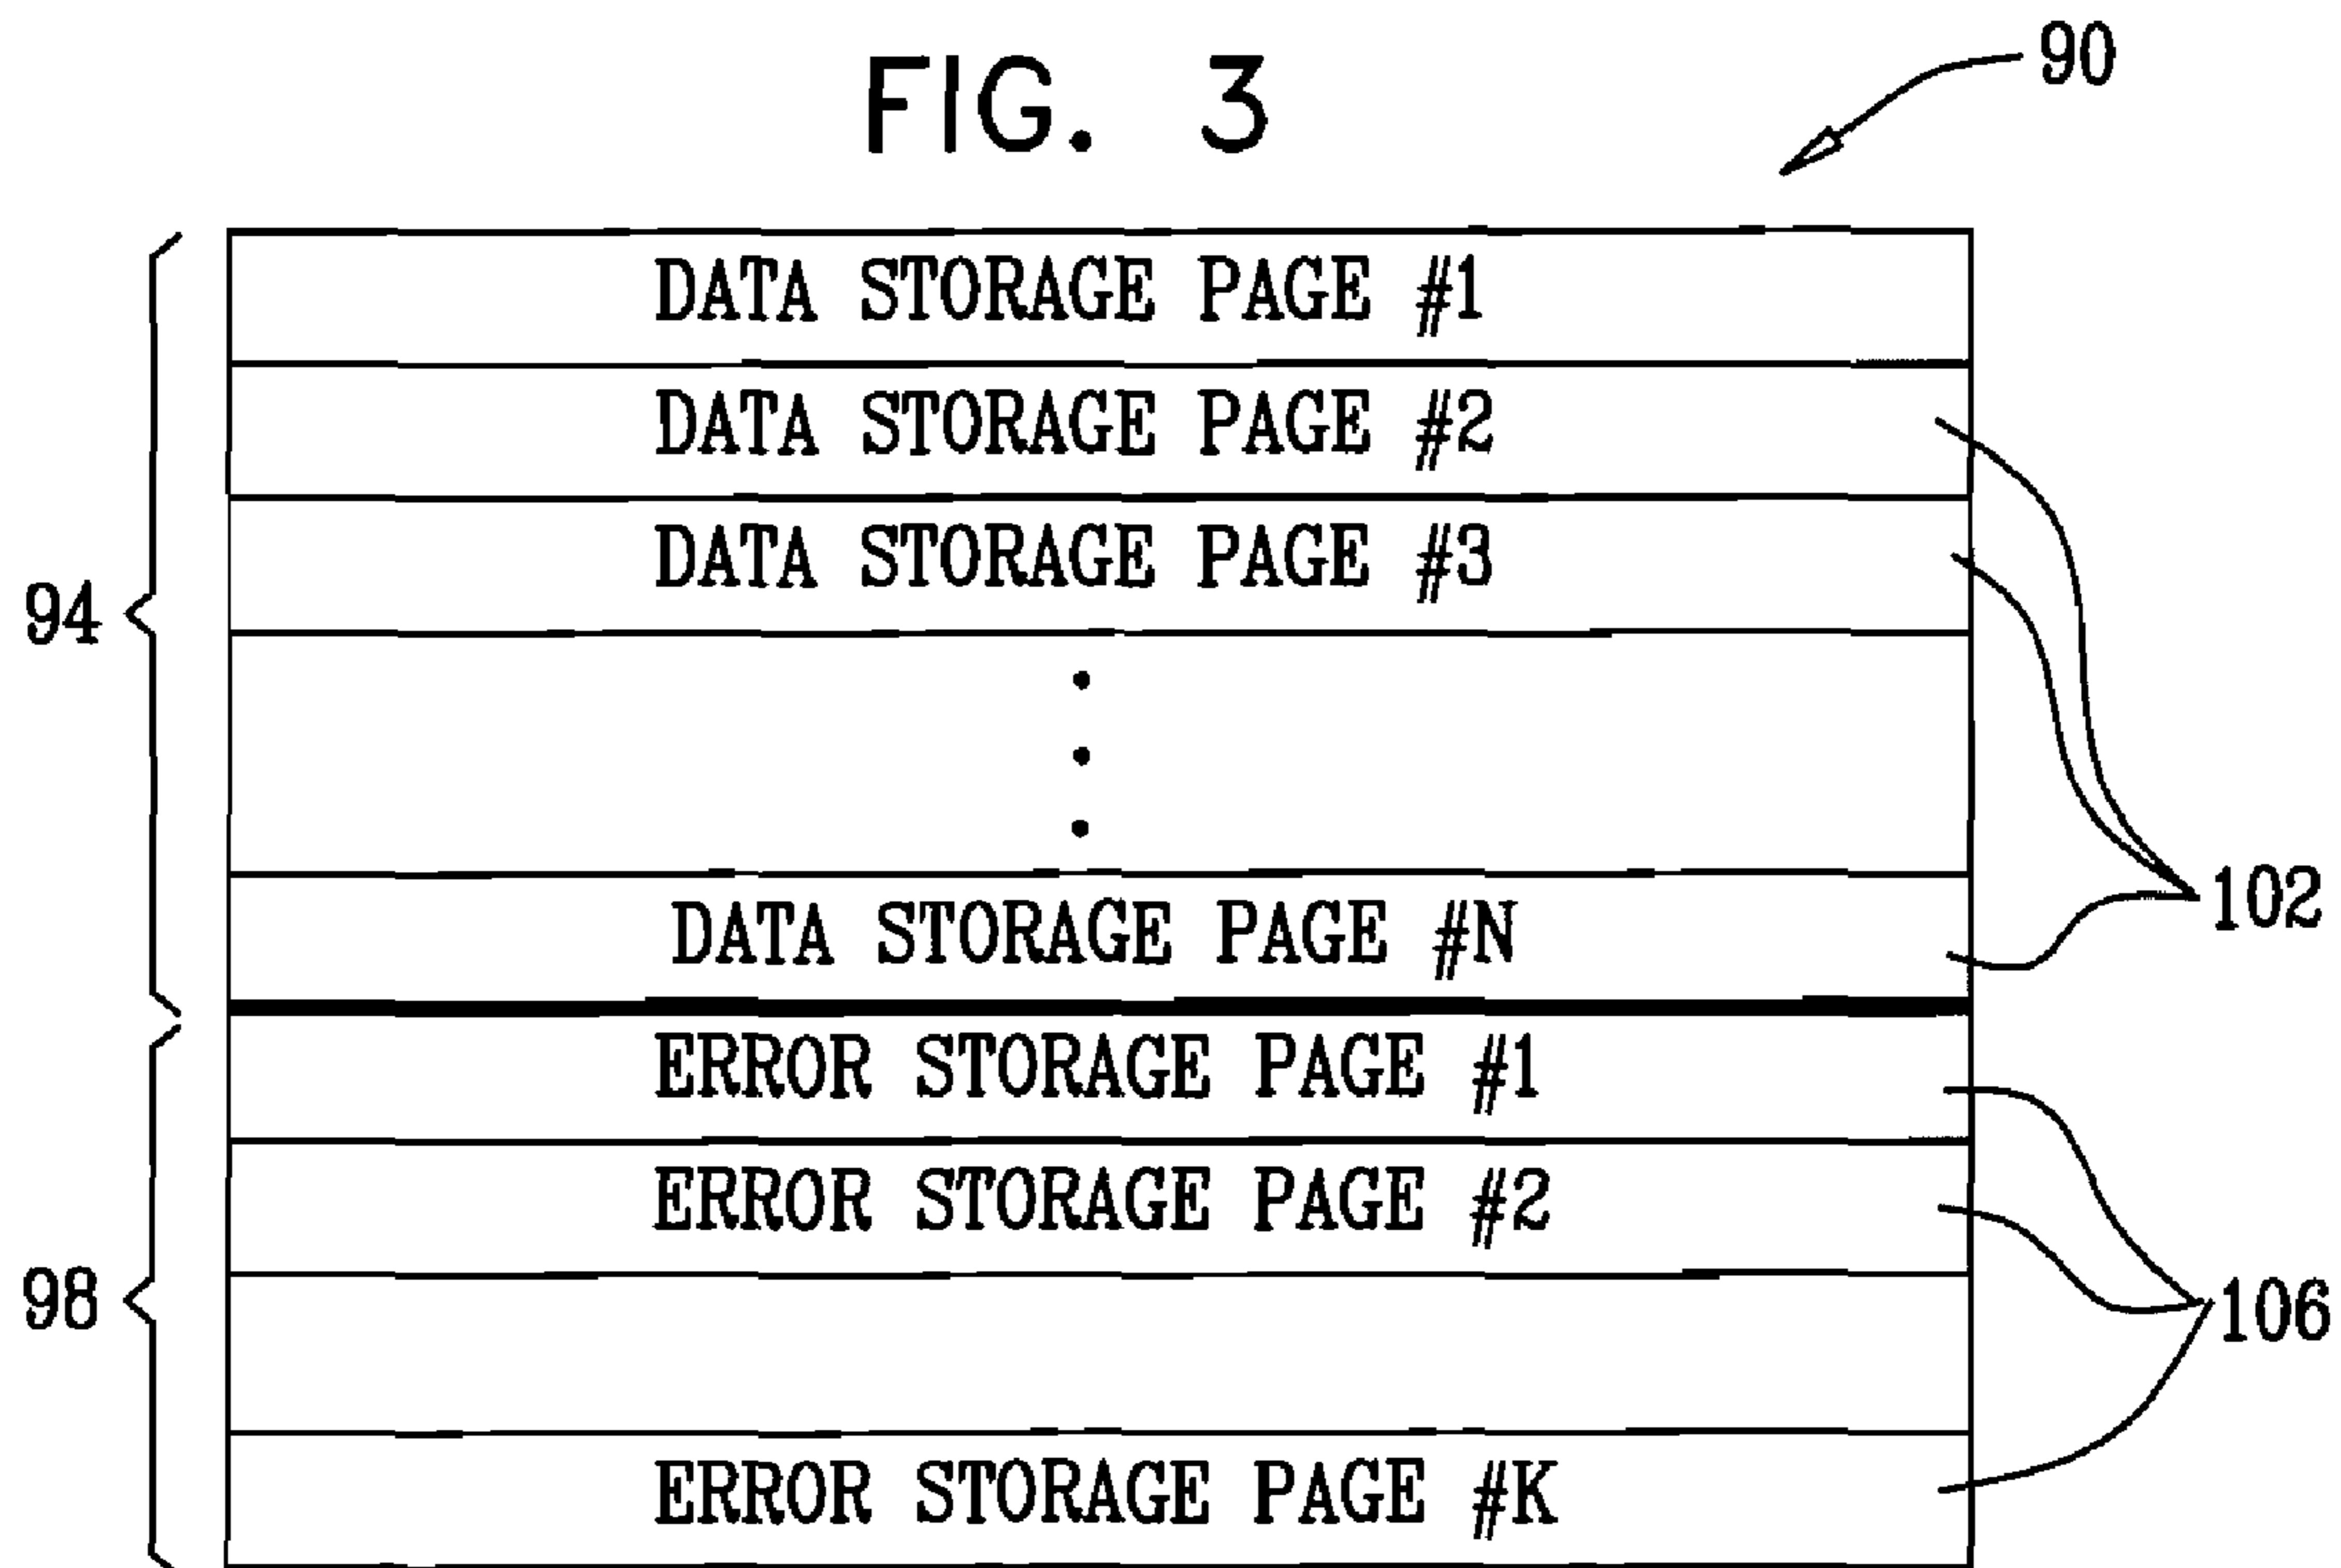 FIG. 3
90
DATA STORAGE PAGE #1
DATA STORAGE PAGE #2
DATA STORAGE PAGE #3
94
DATA STORAGE PAGE #N
102
ERROR STORAGE PAGE #1
ERROR STORAGE PAGE #2
98
106
ERROR STORAGE PAGE #K